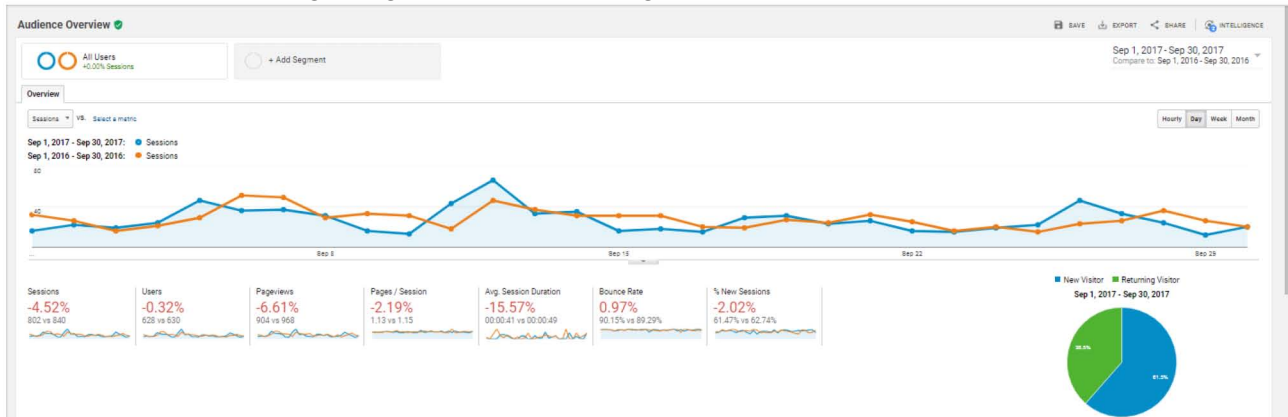 Audience Overview
SAVE EXPORT SHARE INTELLIGENCE
All Users
+0.00% Sessions
+ Add Segment
Sep 1, 2017 - Sep 30, 2017
Compare to: Sep 1, 2016 - Sep 30, 2016
Overview
Sessions VS. Select a metric
Hourly Day Week Month
Sep 1, 2017 - Sep 30, 2017: Sessions
Sep 1, 2016 - Sep 30, 2016: Sessions
40
...
Sep 8
Sep 15
Sep 22
Sep 29
Sessions
-4.52%
802 vs 840
Users
-0.32%
628 vs 630
Pageviews
-6.61%
904 vs 968
Pages / Session
-2.19%
1.13 vs 1.15
Avg. Session Duration
-15.57%
00:00:41 vs 00:00:49
Bounce Rate
0.97%
90.15% vs 89.29%
% New Sessions
-2.02%
61.47% vs 62.74%
New Visitor Returning Visitor
Sep 1, 2017 - Sep 30, 2017
61.5%